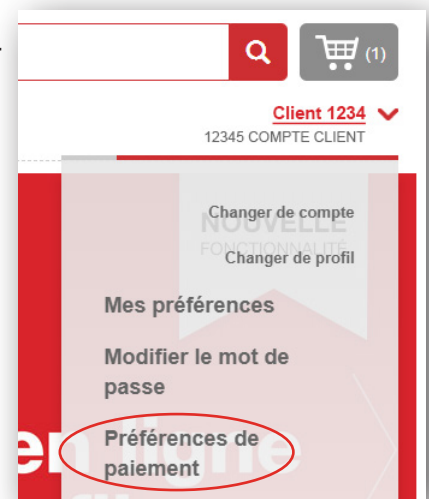 (1)
Client 1234
12345 COMPTE CLIENT
Changer de compte
NOUVELLE
FONCTIONNALITÉ
Changer de profil
Mes préférences
Modifier le mot de
passe
Préférences de
paiement
en ligne